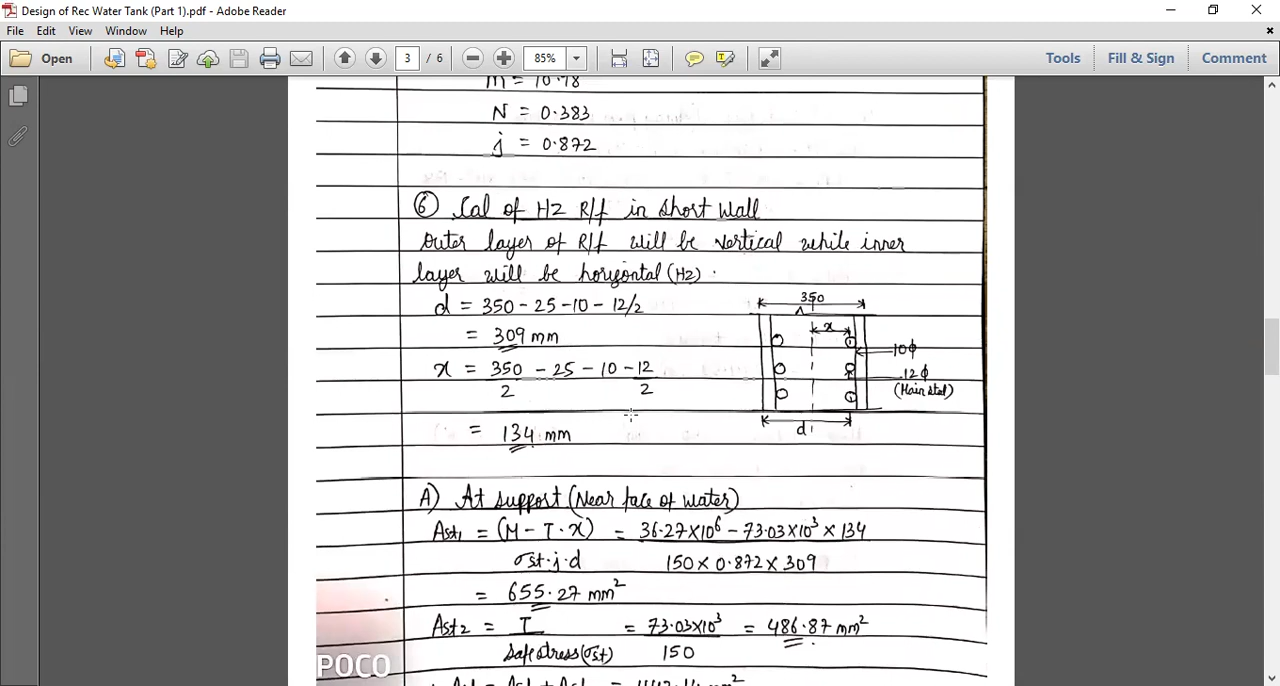 Design of Rec Water Tank (Part 1).pdf - Adobe Reader
File Edit View Window Help
Open 3 / 6 85% Tools Fill & Sign Comment
m = 10.78
N = 0.383
j = 0.872
⑥ Cal of HZ R/f in short wall
Outer layer of R/f will be vertical while inner
layer will be horizontal (HZ).
d = 350 - 25 - 10 - 12/2
= 309 mm
x = 350/2 - 25 - 10 - 12/2
= 134 mm
350
x
10φ
12φ
(Main steel)
d
A) At support (Near face of water)
Ast1 = (M - T.x) / σst.j.d = 36.27×10⁶ - 73.03×10³ × 134 / 150 × 0.872 × 309
= 655.27 mm²
Ast2 = T / safe stress (σst) = 73.03×10³ / 150 = 486.87 mm²
POCO